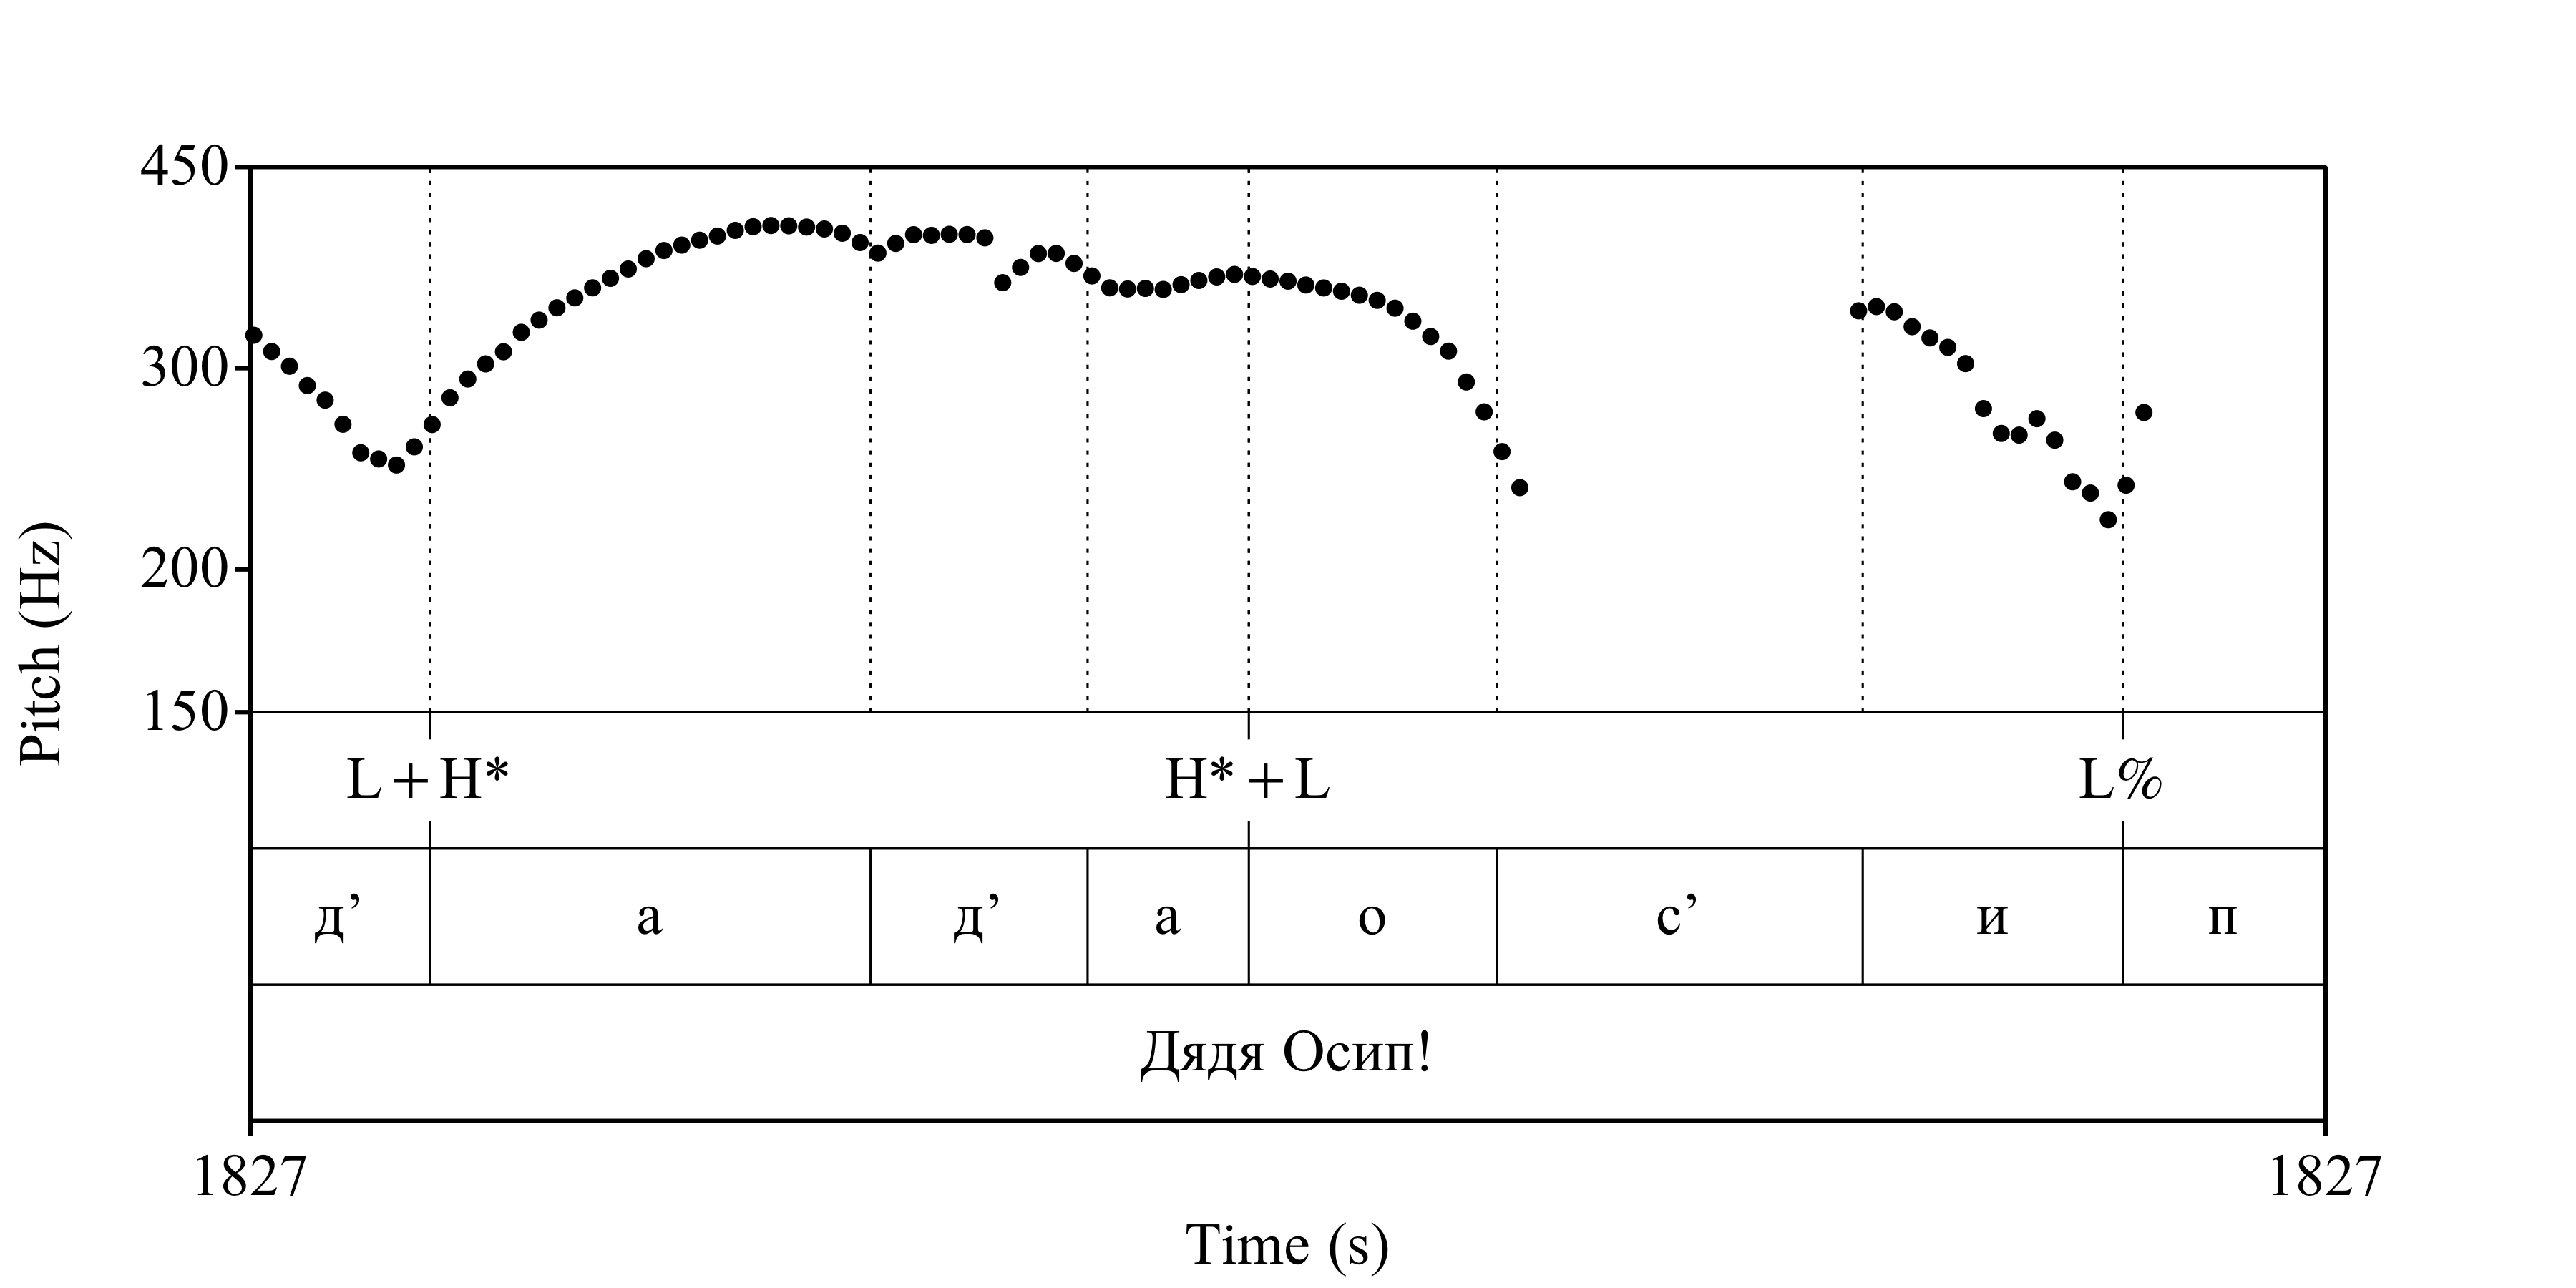 450
300
200
150
Pitch (Hz)
L+H* H*+L L%
д’ а д’ а о с’ и п
Дядя Осип!
1827 1827
Time (s)